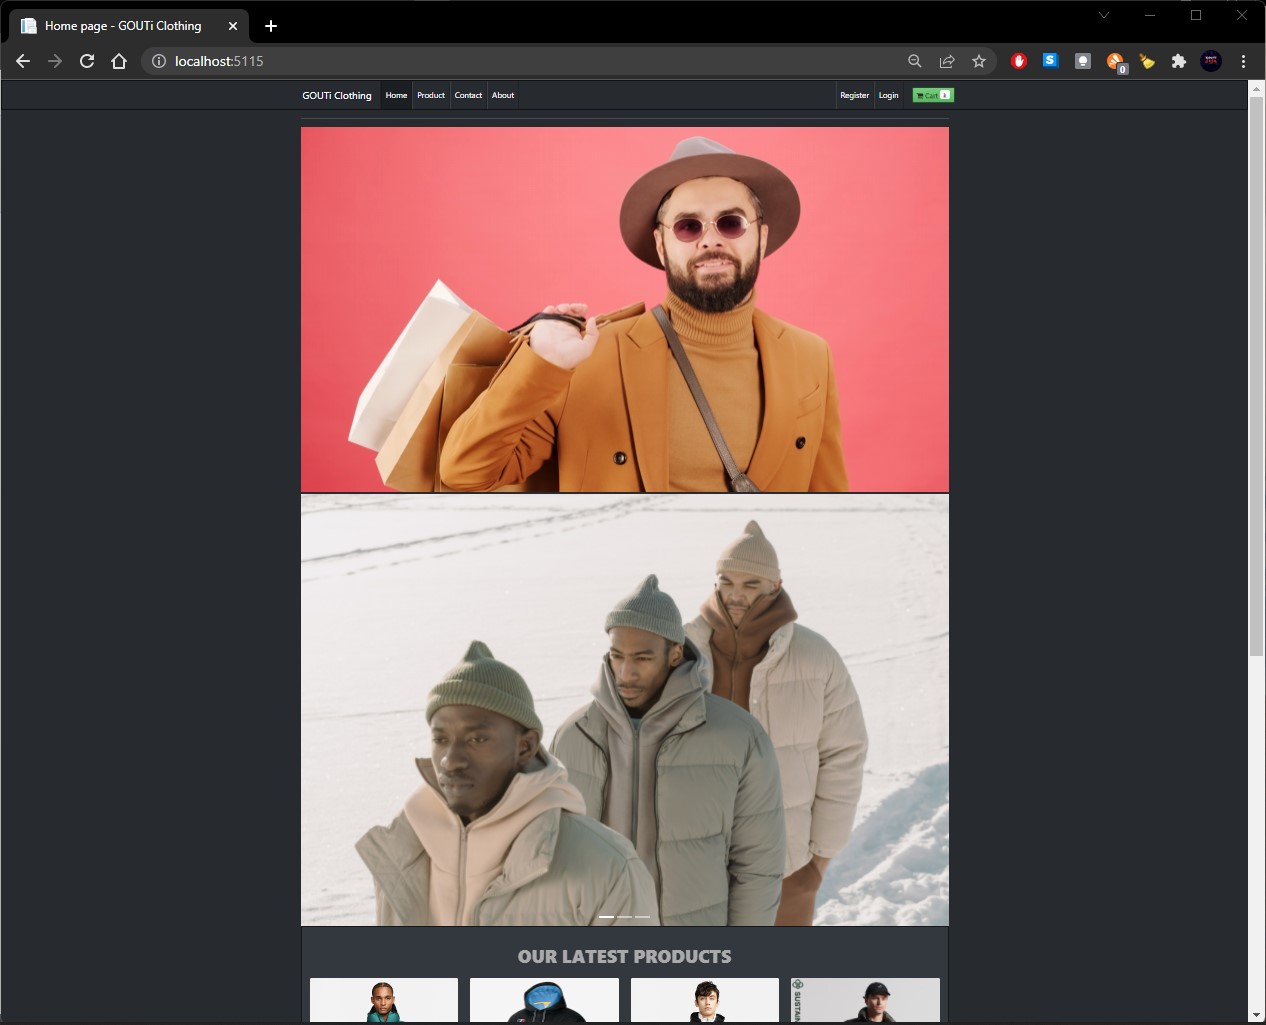 Home page - GOUTi Clothing
localhost:5115
0
GOUTi Clothing Home Product Contact About Register Login Cart
OUR LATEST PRODUCTS
SUSTAIN